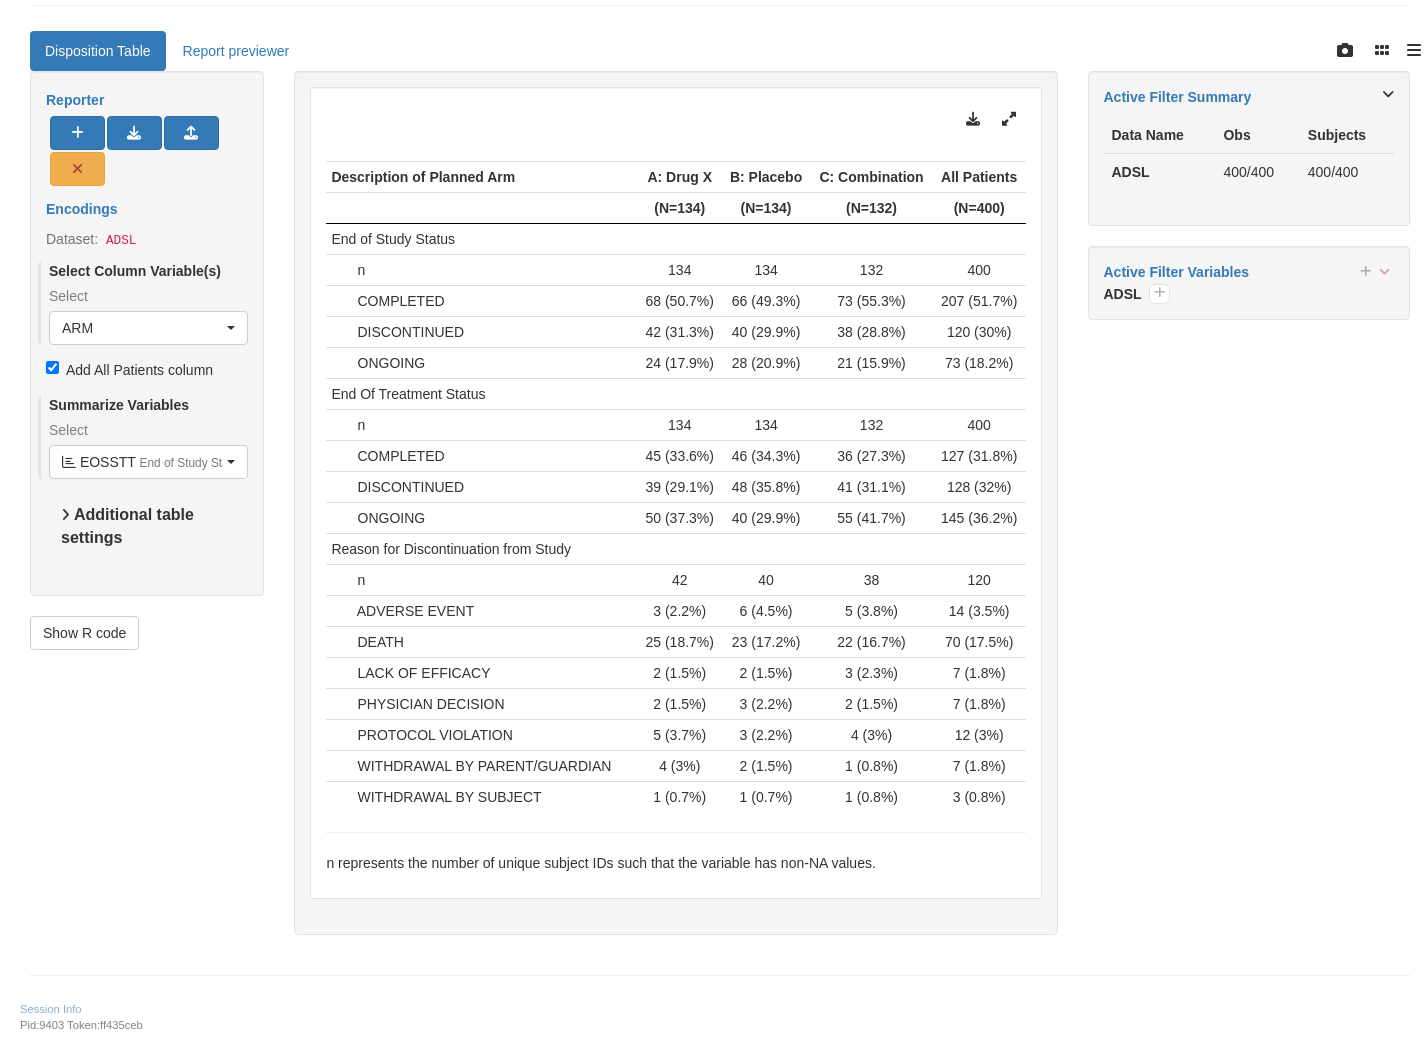 Disposition Table Report previewer
Reporter
Encodings
Dataset: ADSL
Select Column Variable(s)
Select
ARM
Add All Patients column
Summarize Variables
Select
EOSSTT End of Study St
Additional table
settings
Show R code
Description of Planned Arm A: Drug X B: Placebo C: Combination All Patients
(N=134) (N=134) (N=132) (N=400)
End of Study Status
n 134 134 132 400
COMPLETED 68 (50.7%) 66 (49.3%) 73 (55.3%) 207 (51.7%)
DISCONTINUED 42 (31.3%) 40 (29.9%) 38 (28.8%) 120 (30%)
ONGOING 24 (17.9%) 28 (20.9%) 21 (15.9%) 73 (18.2%)
End Of Treatment Status
n 134 134 132 400
COMPLETED 45 (33.6%) 46 (34.3%) 36 (27.3%) 127 (31.8%)
DISCONTINUED 39 (29.1%) 48 (35.8%) 41 (31.1%) 128 (32%)
ONGOING 50 (37.3%) 40 (29.9%) 55 (41.7%) 145 (36.2%)
Reason for Discontinuation from Study
n 42 40 38 120
ADVERSE EVENT 3 (2.2%) 6 (4.5%) 5 (3.8%) 14 (3.5%)
DEATH 25 (18.7%) 23 (17.2%) 22 (16.7%) 70 (17.5%)
LACK OF EFFICACY 2 (1.5%) 2 (1.5%) 3 (2.3%) 7 (1.8%)
PHYSICIAN DECISION 2 (1.5%) 3 (2.2%) 2 (1.5%) 7 (1.8%)
PROTOCOL VIOLATION 5 (3.7%) 3 (2.2%) 4 (3%) 12 (3%)
WITHDRAWAL BY PARENT/GUARDIAN 4 (3%) 2 (1.5%) 1 (0.8%) 7 (1.8%)
WITHDRAWAL BY SUBJECT 1 (0.7%) 1 (0.7%) 1 (0.8%) 3 (0.8%)
n represents the number of unique subject IDs such that the variable has non-NA values.
Active Filter Summary
Data Name Obs Subjects
ADSL 400/400 400/400
Active Filter Variables
ADSL
Session Info
Pid:9403 Token:ff435ceb